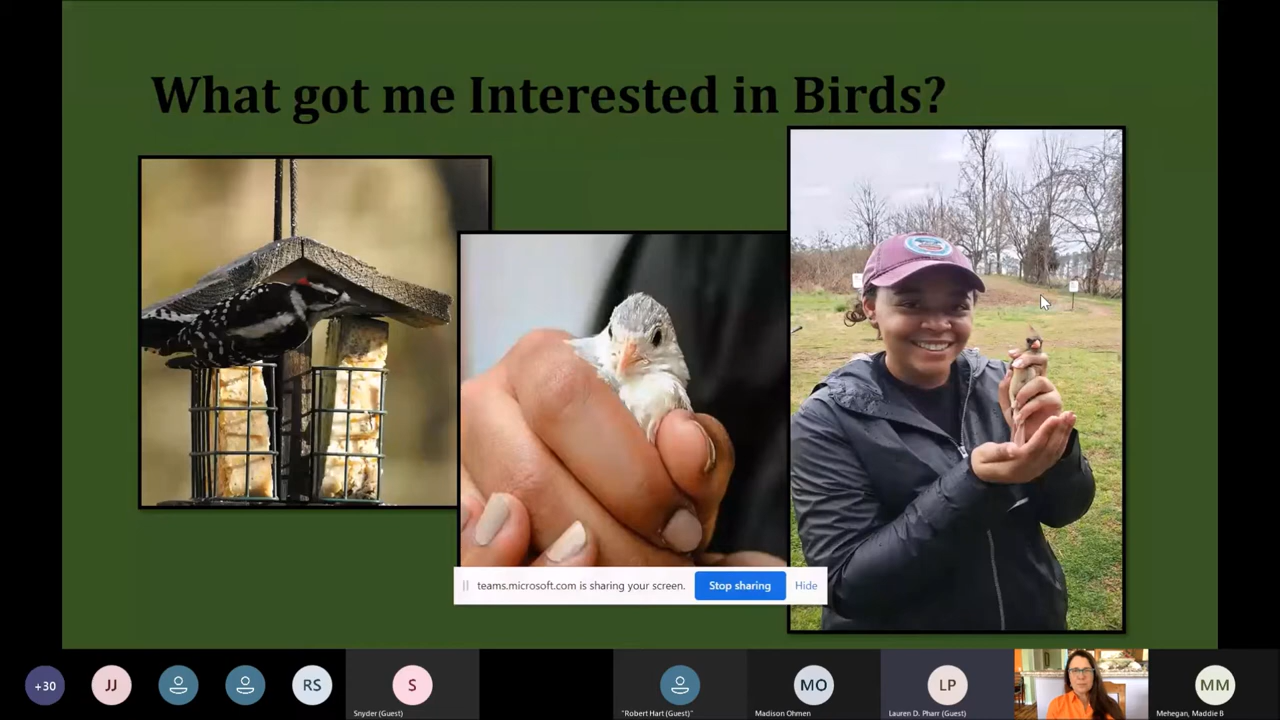 What got me Interested in Birds?
teams.microsoft.com is sharing your screen. Stop sharing Hide
+30 JJ RS S MO LP MM
Snyder (Guest) "Robert Hart (Guest)" Madison Ohmen Lauren D. Pharr (Guest) Mehegan, Maddie B